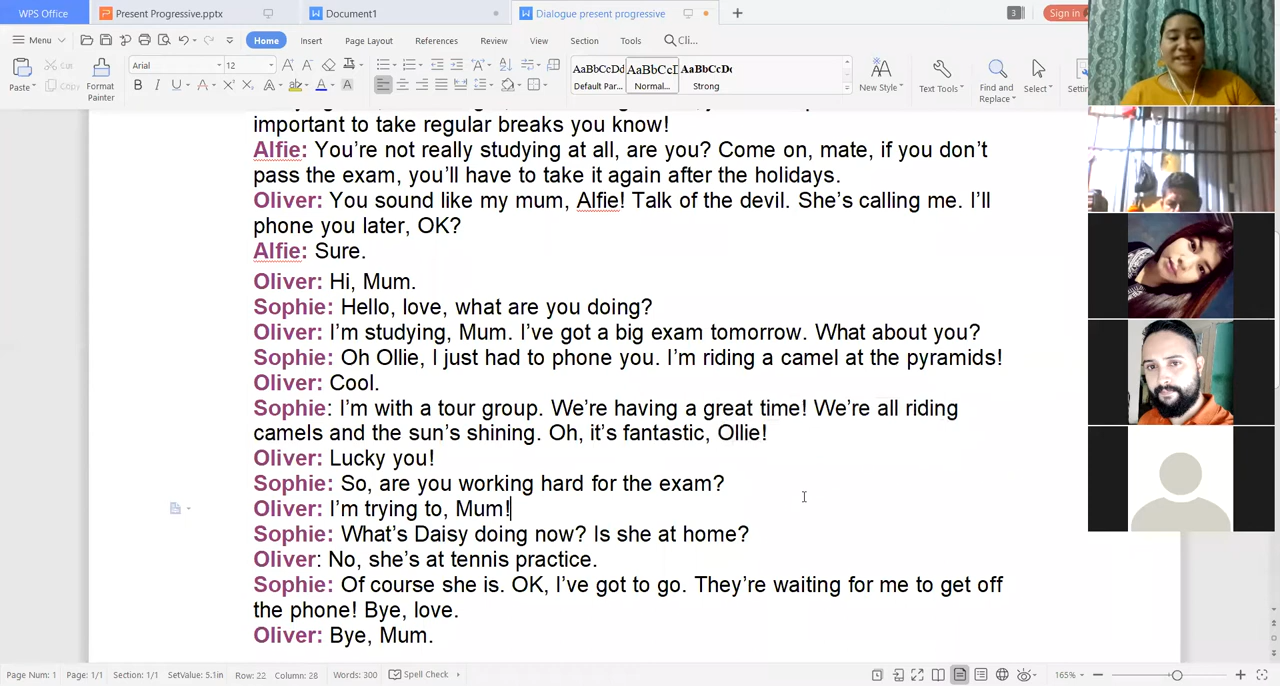 WPS Office
Present Progressive.pptx
Document1
Dialogue present progressive
3
Sign in
Menu
Home
Insert
Page Layout
References
Review
View
Section
Tools
Cli...
Paste
Cut
Copy
Format
Painter
Arial
12
AaBbCcDd
Default Par...
AaBbCcD
Normal...
AaBbCcDd
Strong
New Style
Text Tools
Find and
Replace
Select
important to take regular breaks you know!
Alfie: You’re not really studying at all, are you? Come on, mate, if you don’t
pass the exam, you’ll have to take it again after the holidays.
Oliver: You sound like my mum, Alfie! Talk of the devil. She’s calling me. I’ll
phone you later, OK?
Alfie: Sure.
Oliver: Hi, Mum.
Sophie: Hello, love, what are you doing?
Oliver: I’m studying, Mum. I’ve got a big exam tomorrow. What about you?
Sophie: Oh Ollie, I just had to phone you. I’m riding a camel at the pyramids!
Oliver: Cool.
Sophie: I’m with a tour group. We’re having a great time! We’re all riding
camels and the sun’s shining. Oh, it’s fantastic, Ollie!
Oliver: Lucky you!
Sophie: So, are you working hard for the exam?
Oliver: I’m trying to, Mum!
Sophie: What’s Daisy doing now? Is she at home?
Oliver: No, she’s at tennis practice.
Sophie: Of course she is. OK, I’ve got to go. They’re waiting for me to get off
the phone! Bye, love.
Oliver: Bye, Mum.
Page Num: 1 Page: 1/1 Section: 1/1 SetValue: 5.1in Row: 22 Column: 28 Words: 300 Spell Check 165%